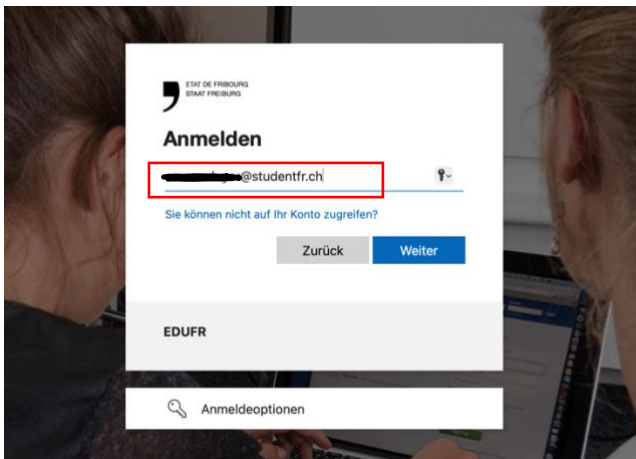 ETAT DE FRIBOURG
STAAT FREIBURG
Anmelden
@studentfr.ch
Sie können nicht auf Ihr Konto zugreifen?
Zurück
Weiter
EDUFR
Anmeldeoptionen